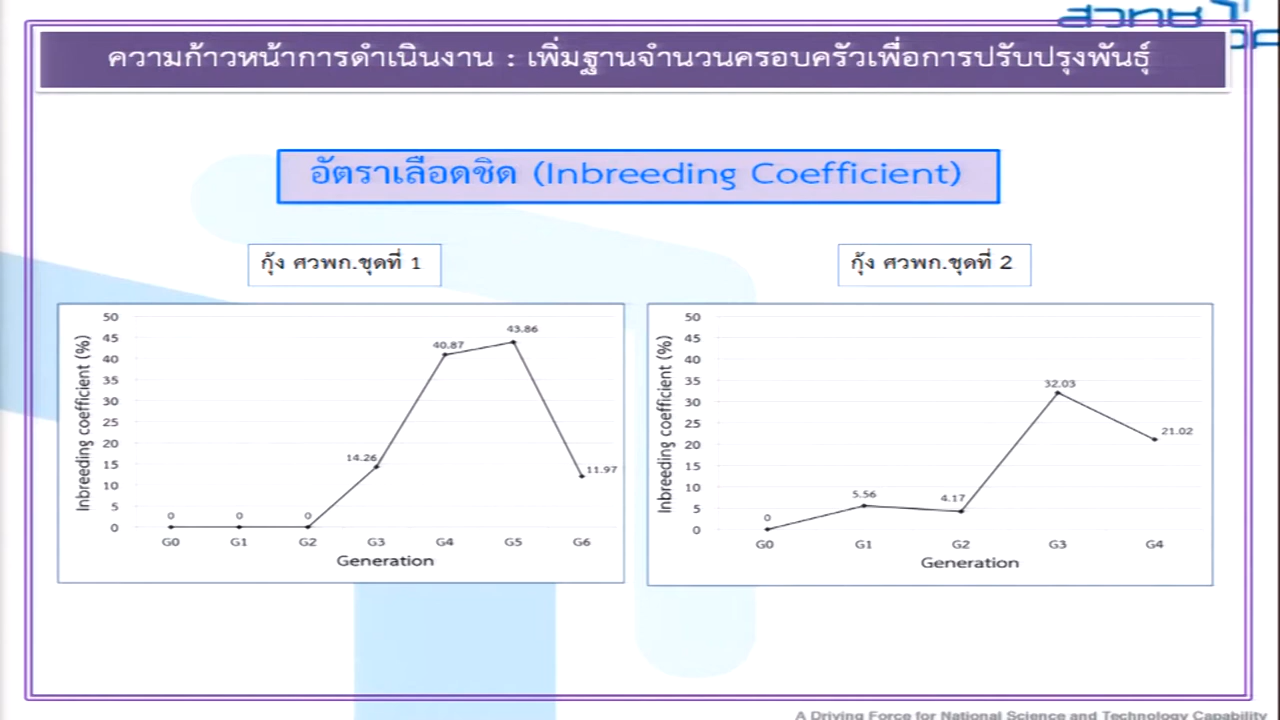 สวทช
ความก้าวหน้าการดำเนินงาน : เพิ่มฐานจำนวนครอบครัวเพื่อการปรับปรุงพันธุ์
อัตราเลือดชิด (Inbreeding Coefficient)
กุ้ง ศวพก.ชุดที่ 1
Inbreeding coefficient (%)
50
45
40
35
30
25
20
15
10
5
0
0
0
0
14.26
40.87
43.86
11.97
G0 G1 G2 G3 G4 G5 G6
Generation
กุ้ง ศวพก.ชุดที่ 2
Inbreeding coefficient (%)
50
45
40
35
30
25
20
15
10
5
0
0
5.56
4.17
32.03
21.02
G0 G1 G2 G3 G4
Generation
A Driving Force for National Science and Technology Capability